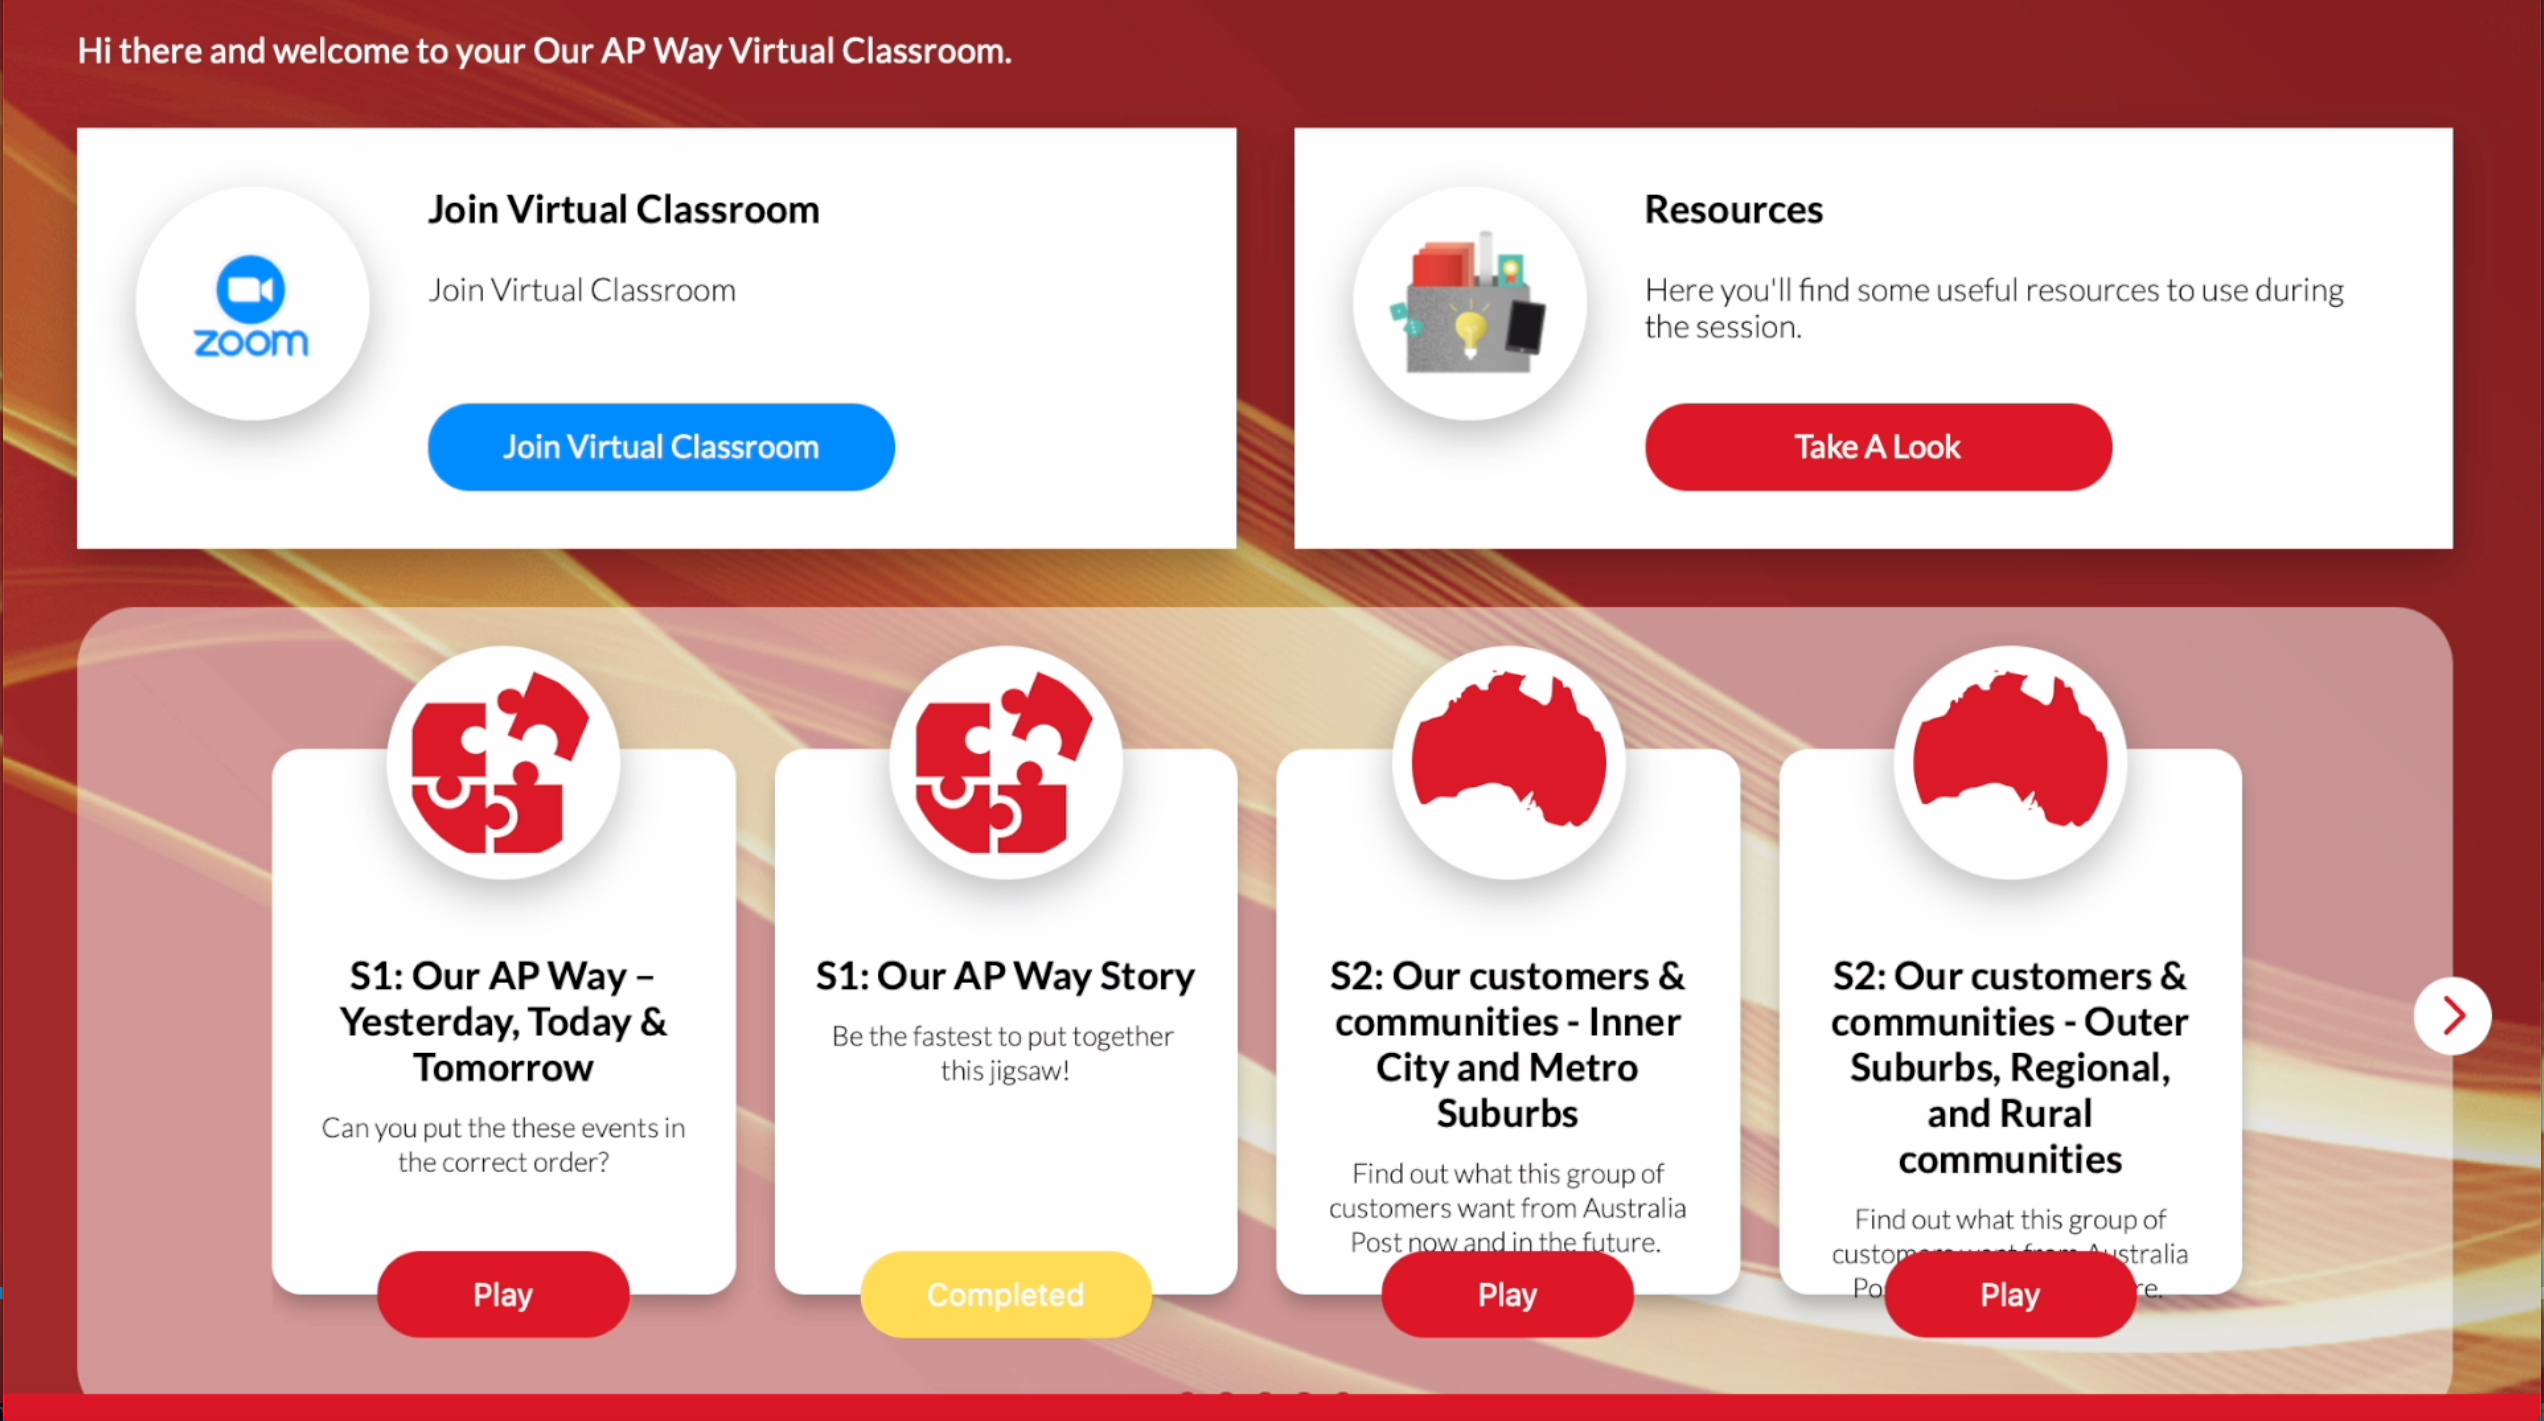 Hi there and welcome to your Our AP Way Virtual Classroom.
Join Virtual Classroom
Join Virtual Classroom
zoom
Join Virtual Classroom
Resources
Here you'll find some useful resources to use during
the session.
Take A Look
S1: Our AP Way –
Yesterday, Today &
Tomorrow
Can you put the these events in
the correct order?
Play
S1: Our AP Way Story
Be the fastest to put together
this jigsaw!
Completed
S2: Our customers &
communities - Inner
City and Metro
Suburbs
Find out what this group of
customers want from Australia
Post now and in the future.
Play
S2: Our customers &
communities - Outer
Suburbs, Regional,
and Rural
communities
Find out what this group of
customers want from Australia
Play